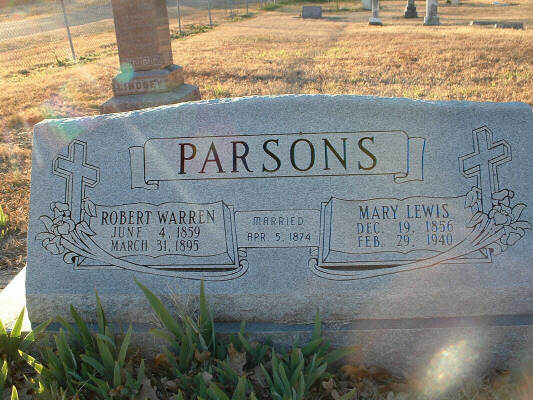 LINDSEY
PARSONS
ROBERT WARREN
JUNE 4, 1859
MARCH 31, 1895
MARRIED
APR. 5, 1874
MARY LEWIS
DEC. 19, 1856
FEB. 29, 1940